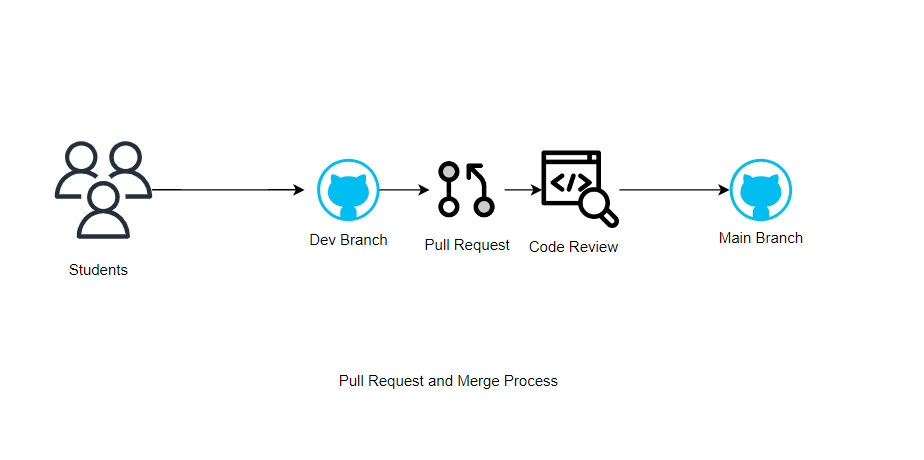 Students
Dev Branch
Pull Request
Code Review
Main Branch
Pull Request and Merge Process